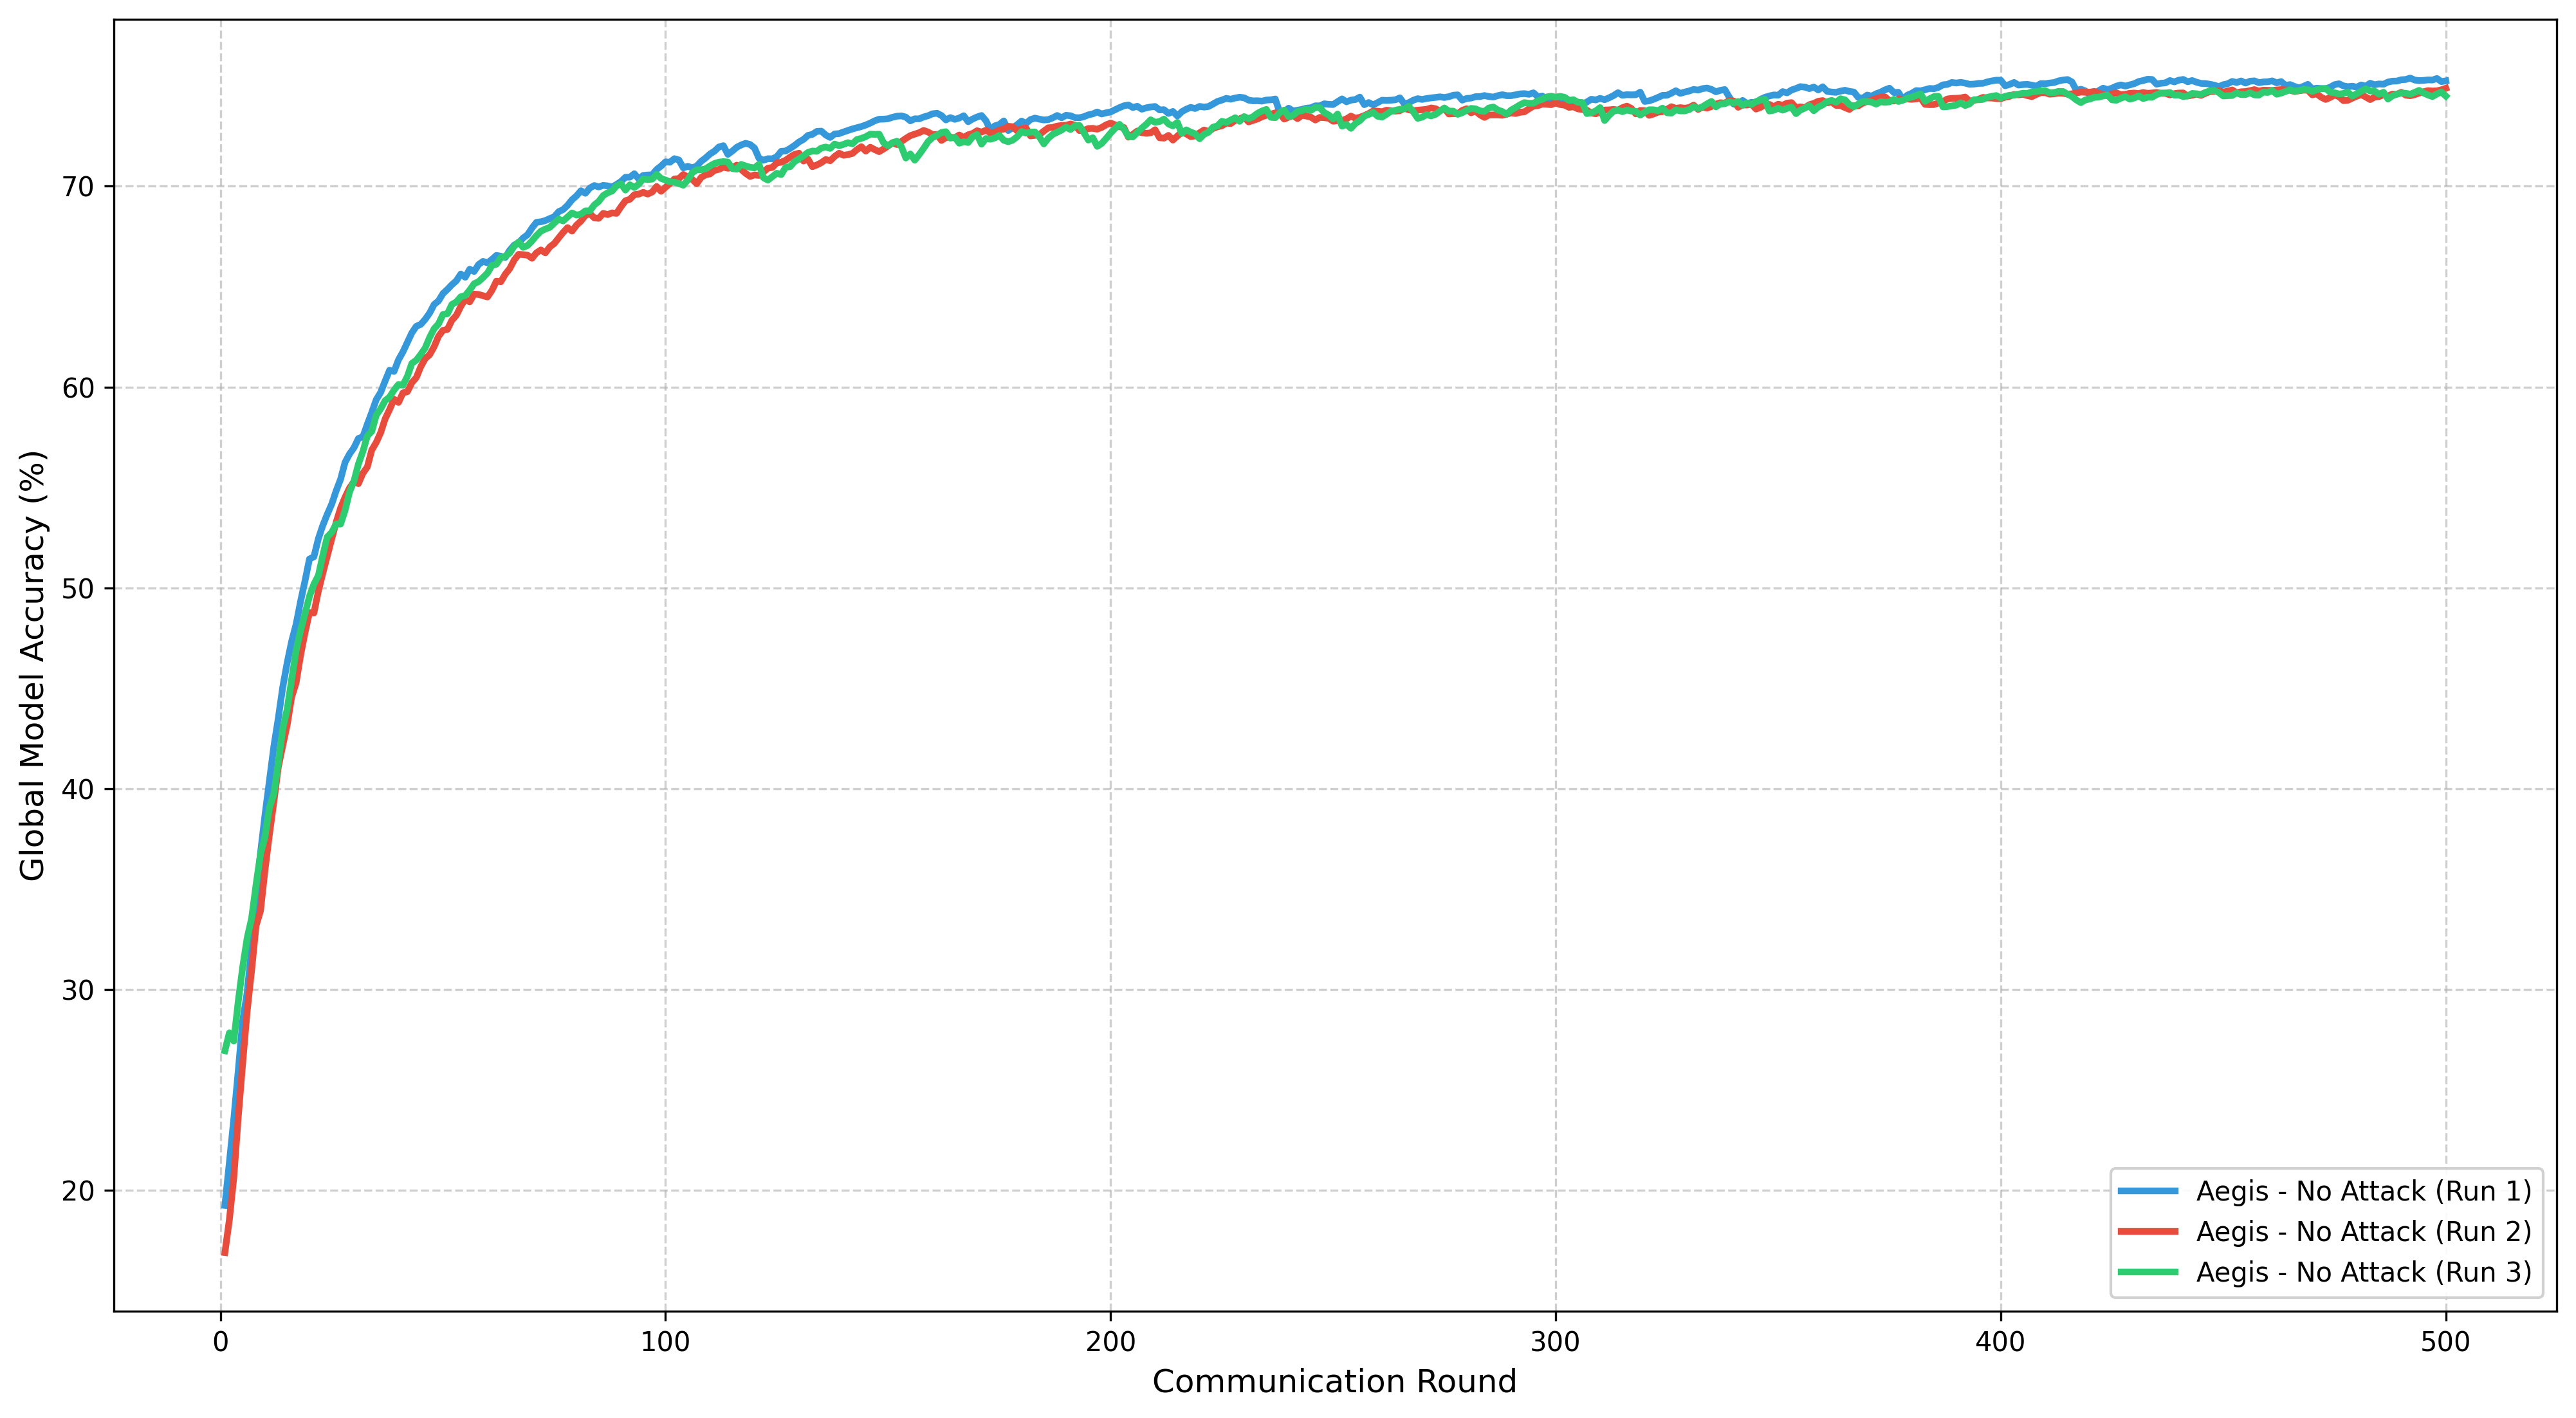 Global Model Accuracy (%)
70
60
50
40
30
20
0
100
200
300
400
500
Communication Round
Aegis - No Attack (Run 1)
Aegis - No Attack (Run 2)
Aegis - No Attack (Run 3)